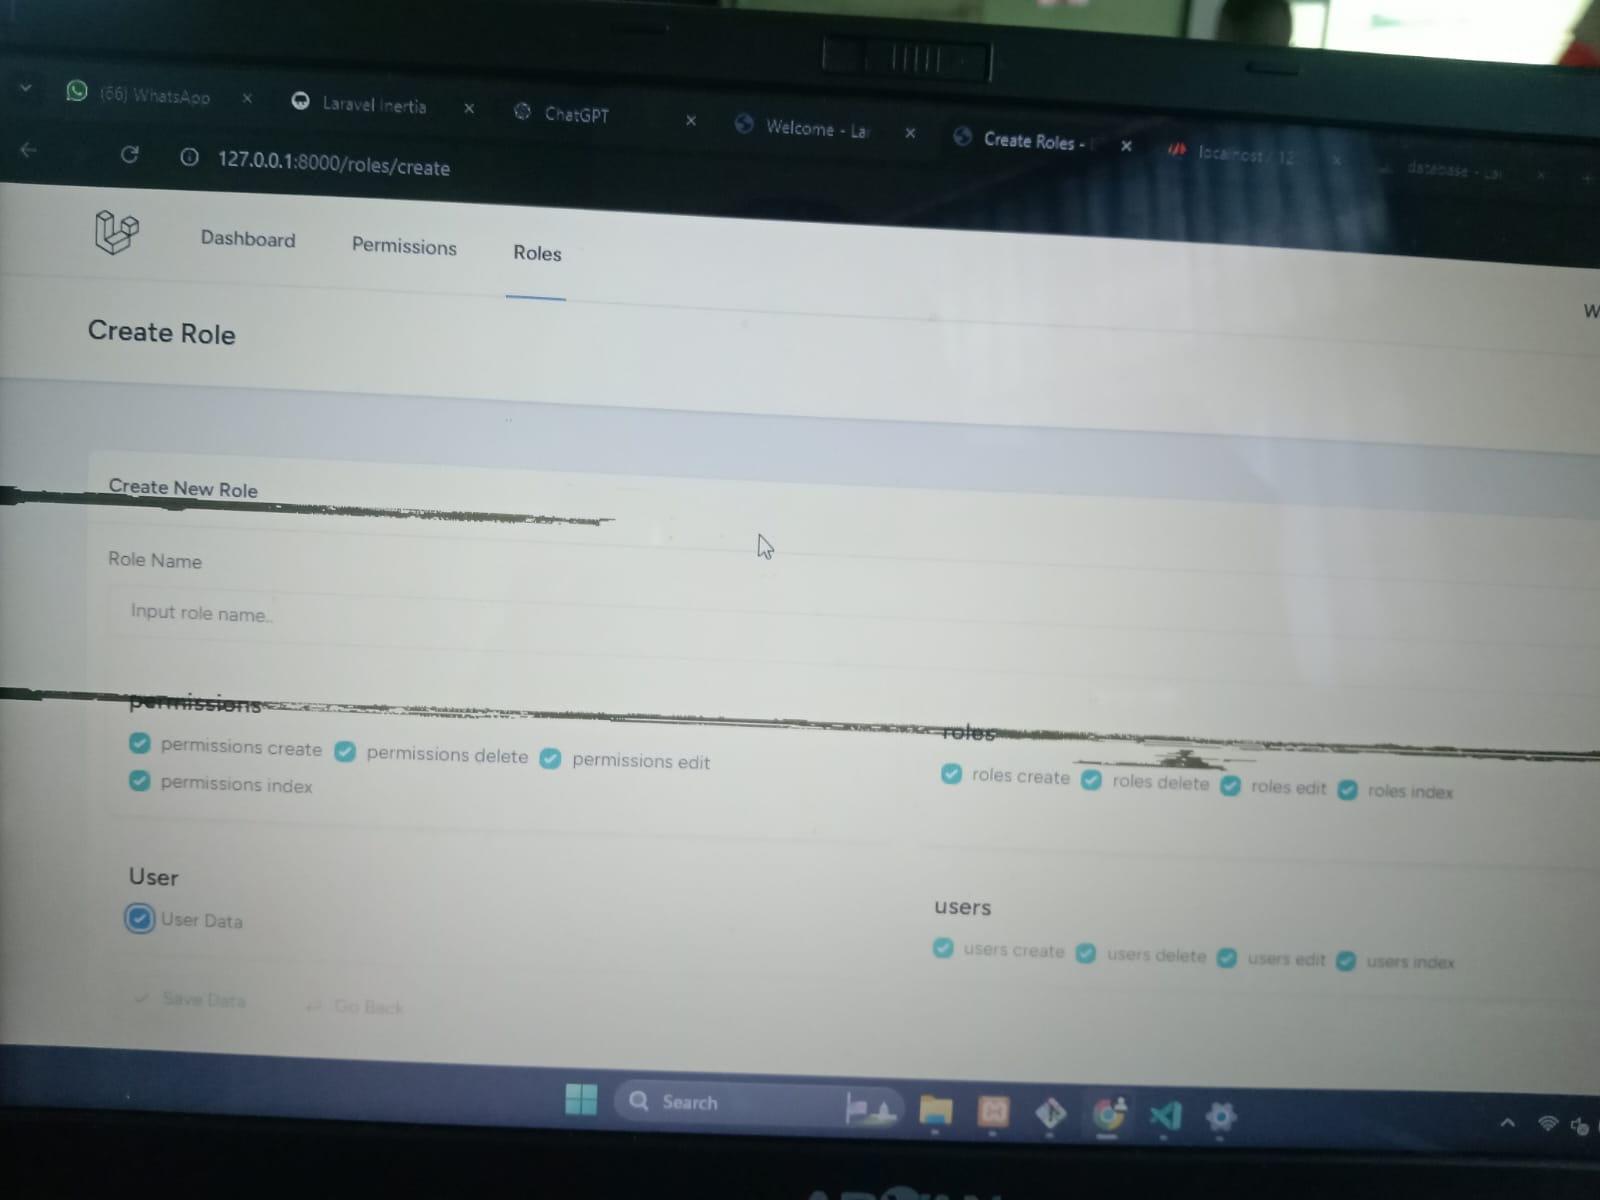 (66) WhatsApp
Laravel Inertia
ChatGPT
Welcome - La
Create Roles -
localhost / 12
database - La
127.0.0.1:8000/roles/create
Dashboard
Permissions
Roles
W
Create Role
Create New Role
Role Name
Input role name..
permissions
permissions create
permissions delete
permissions edit
permissions index
roles
roles create
roles delete
roles edit
roles index
User
User Data
users
users create
users delete
users edit
users index
Save Data
Go Back
Search